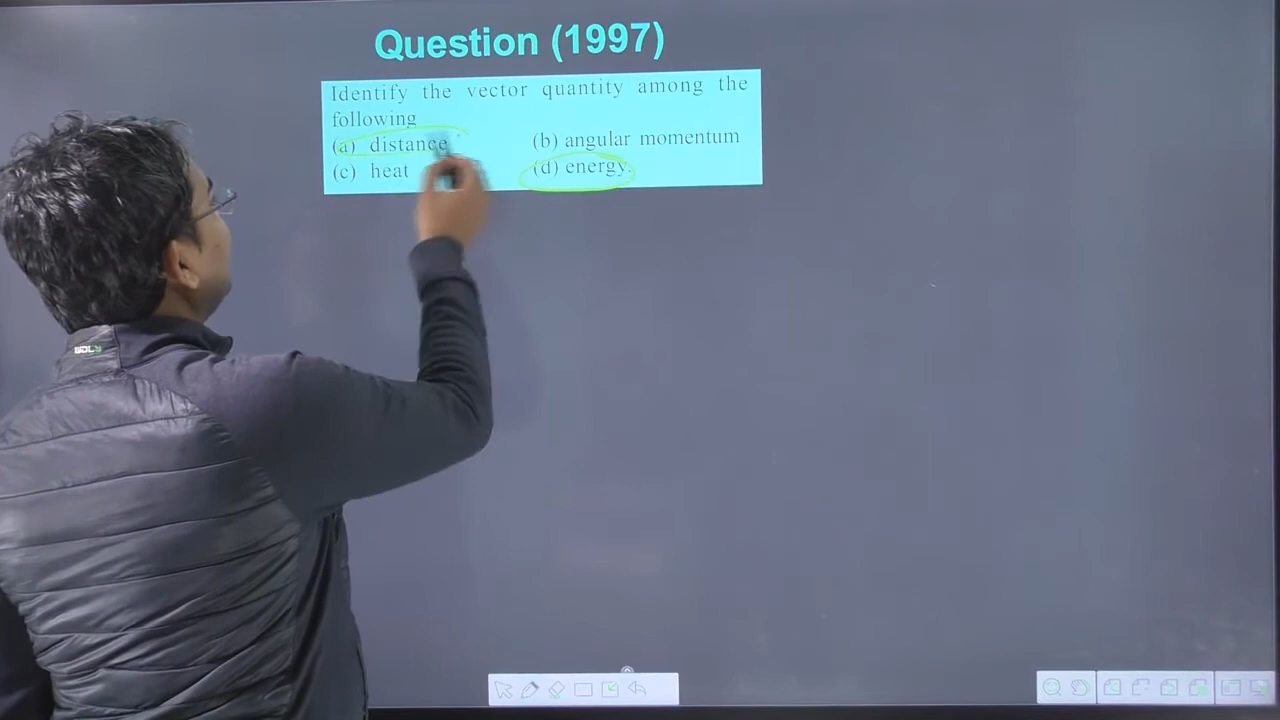 Question (1997)
Identify the vector quantity among the
following
(a) distance (b) angular momentum
(c) heat (d) energy.